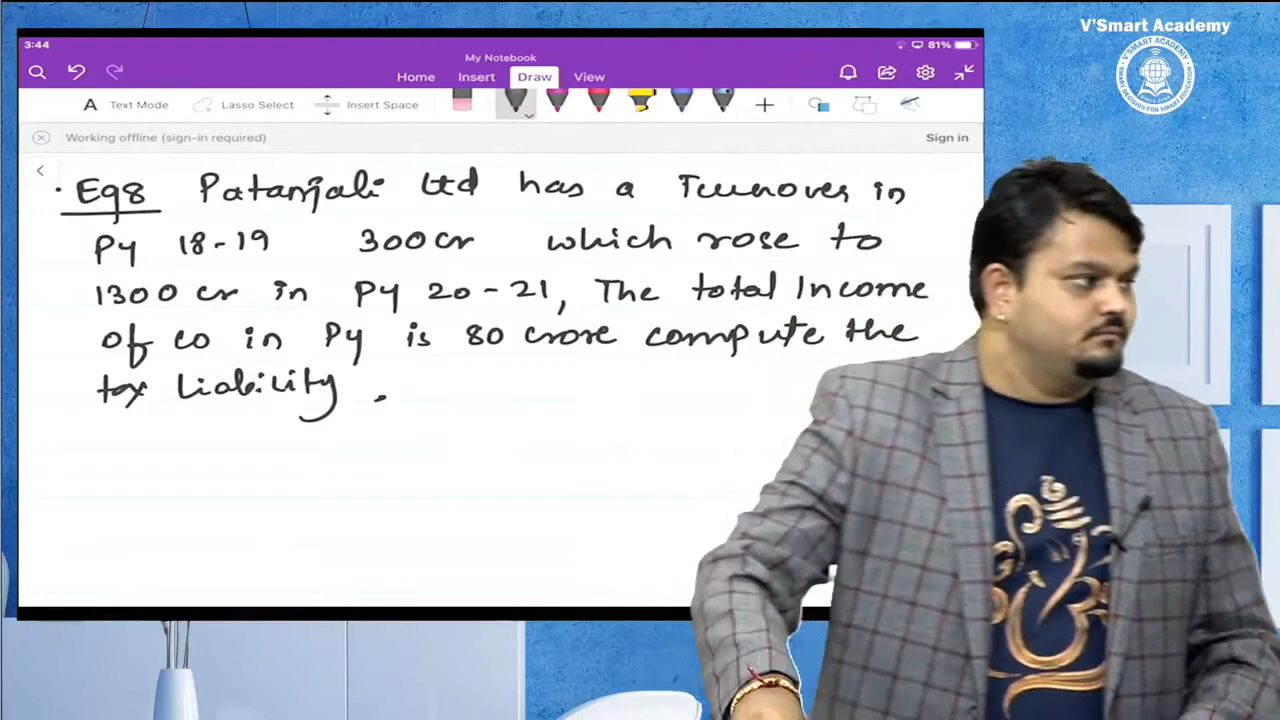 V'Smart Academy
3:44
81%
My Notebook
Home Insert Draw View
A Text Mode Lasso Select Insert Space
Working offline (sign-in required) Sign in
Eg8 Patanjali Ltd has a Turnover in
PY 18-19 300cr which rose to
1300 cr in PY 20-21, The total Income
of co in PY is 80 crore compute the
tax liability.